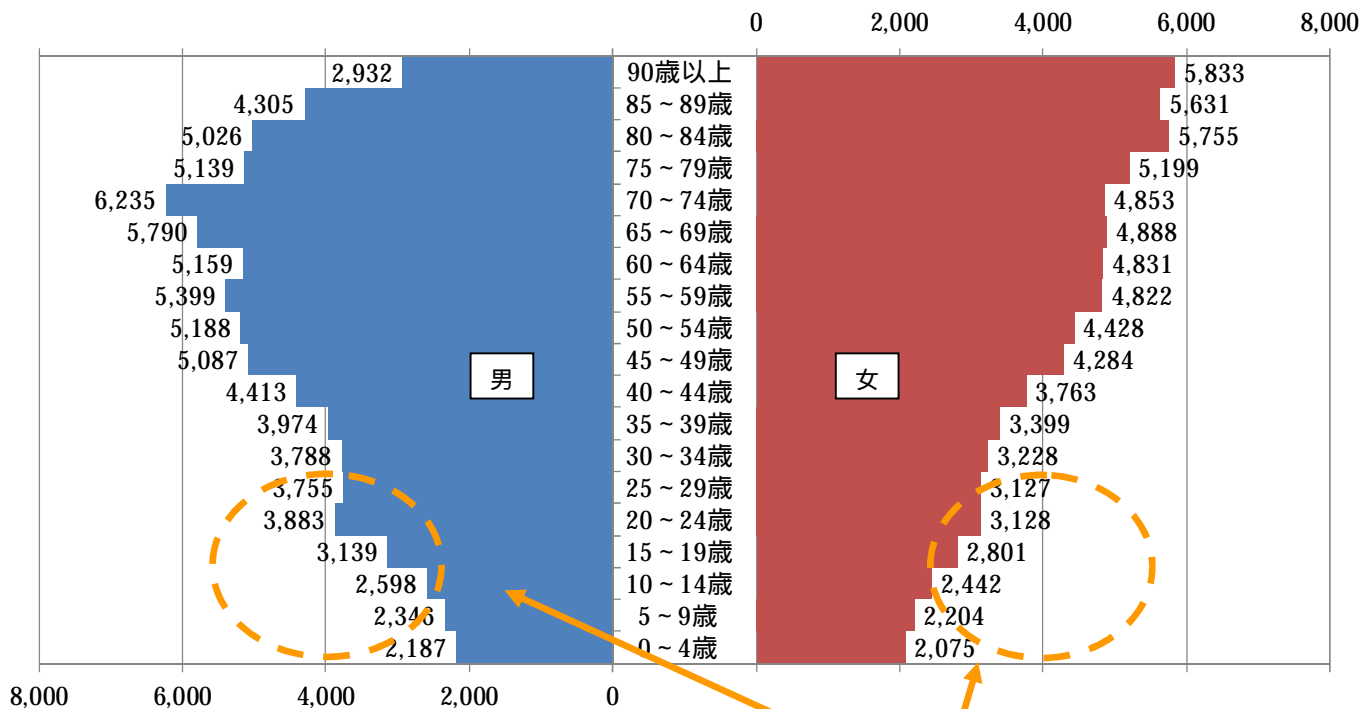 0 2,000 4,000 6,000 8,000
2,932 90歳以上 5,833
4,305 85~89歳 5,631
5,026 80~84歳 5,755
5,139 75~79歳 5,199
6,235 70~74歳 4,853
5,790 65~69歳 4,888
5,159 60~64歳 4,831
5,399 55~59歳 4,822
5,188 50~54歳 4,428
5,087 45~49歳 4,284
男 女
4,413 40~44歳 3,763
3,974 35~39歳 3,399
3,788 30~34歳 3,228
3,755 25~29歳 3,127
3,883 20~24歳 3,128
3,139 15~19歳 2,801
2,598 10~14歳 2,442
2,346 5~9歳 2,204
2,187 0~4歳 2,075
8,000 6,000 4,000 2,000 0